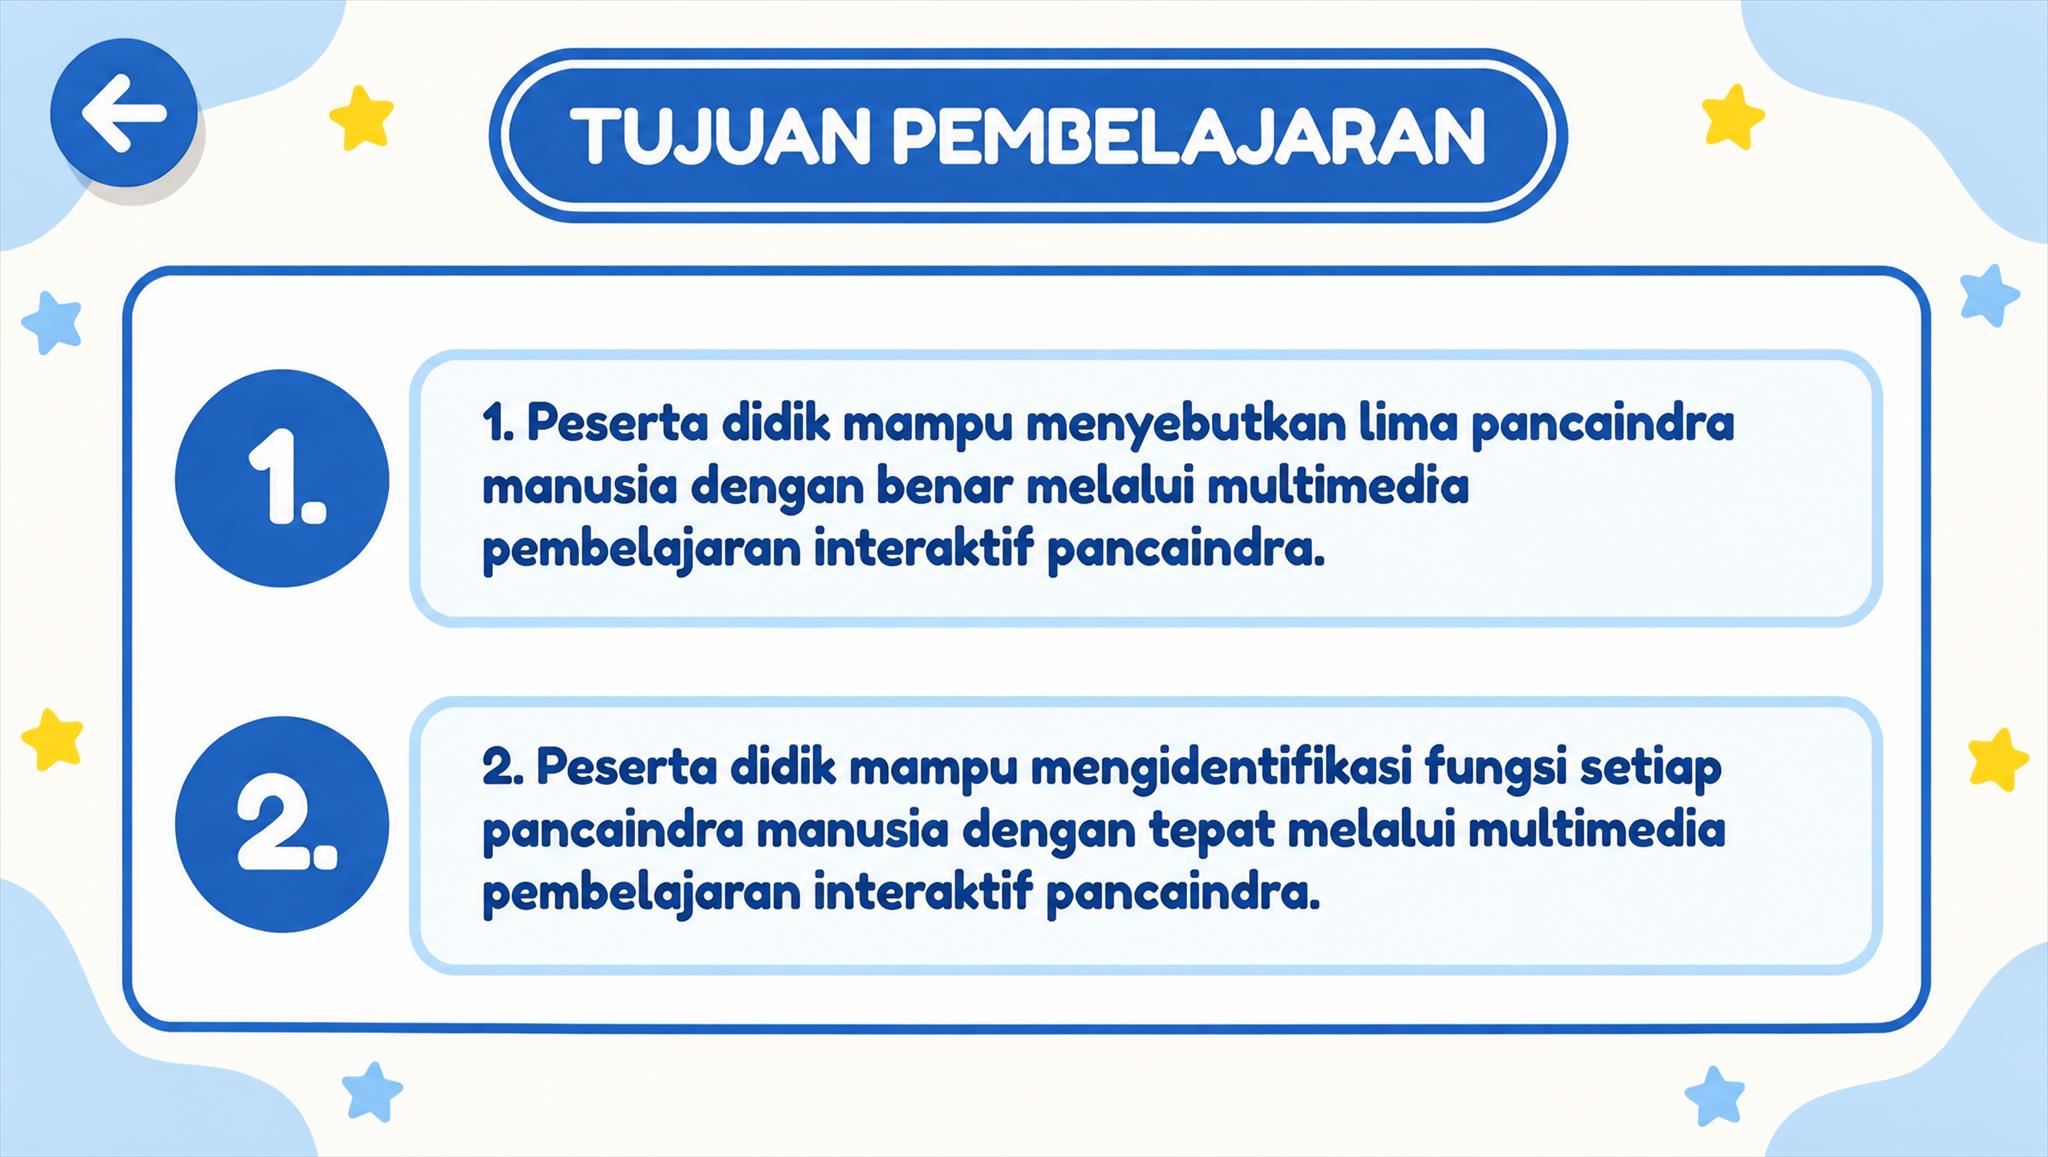 TUJUAN PEMBELAJARAN
1.
1. Peserta didik mampu menyebutkan lima pancaindra
manusia dengan benar melalui multimedia
pembelajaran interaktif pancaindra.
2.
2. Peserta didik mampu mengidentifikasi fungsi setiap
pancaindra manusia dengan tepat melalui multimedia
pembelajaran interaktif pancaindra.